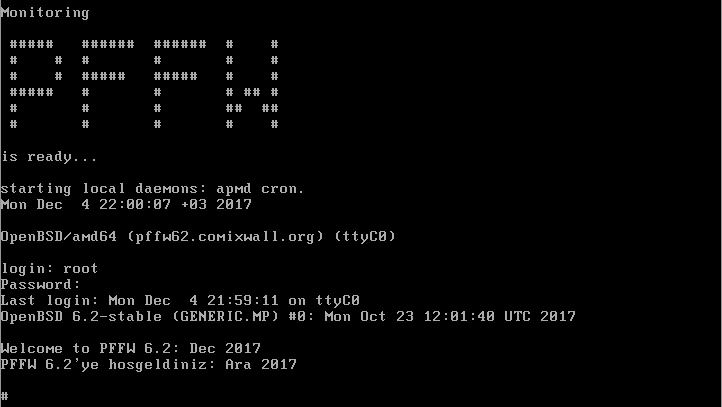 Monitoring
PFFW
is ready...
starting local daemons: apmd cron.
Mon Dec  4 22:00:07 +03 2017
OpenBSD/amd64 (pffw62.comixwall.org) (ttyC0)
login: root
Password:
Last login: Mon Dec  4 21:59:11 on ttyC0
OpenBSD 6.2-stable (GENERIC.MP) #0: Mon Oct 23 12:01:40 UTC 2017
Welcome to PFFW 6.2: Dec 2017
PFFW 6.2'ye hosgeldiniz: Ara 2017
#